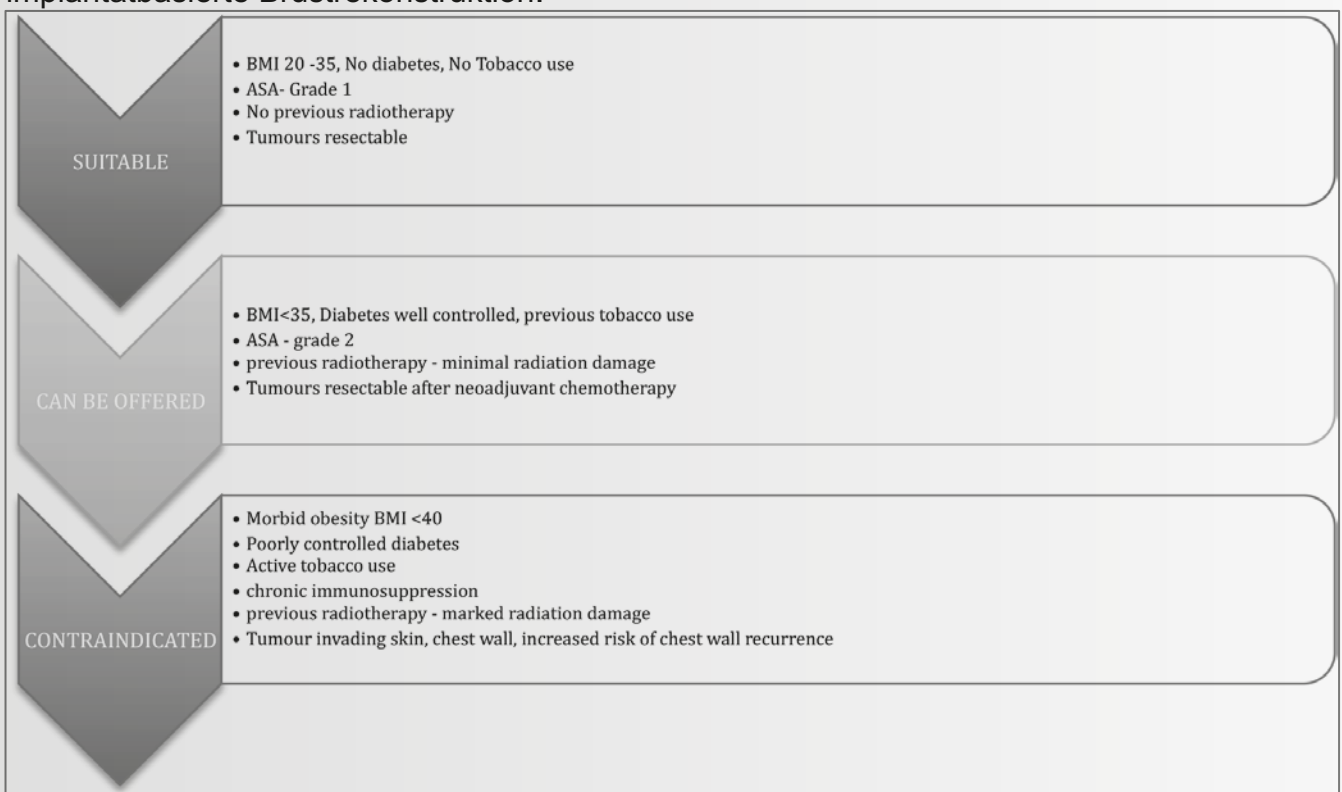 implantatbasierte Brustrekonstruktion.
SUITABLE
• BMI 20 -35, No diabetes, No Tobacco use
• ASA- Grade 1
• No previous radiotherapy
• Tumours resectable
CAN BE OFFERED
• BMI<35, Diabetes well controlled, previous tobacco use
• ASA - grade 2
• previous radiotherapy - minimal radiation damage
• Tumours resectable after neoadjuvant chemotherapy
CONTRAINDICATED
• Morbid obesity BMI <40
• Poorly controlled diabetes
• Active tobacco use
• chronic immunosuppression
• previous radiotherapy - marked radiation damage
• Tumour invading skin, chest wall, increased risk of chest wall recurrence